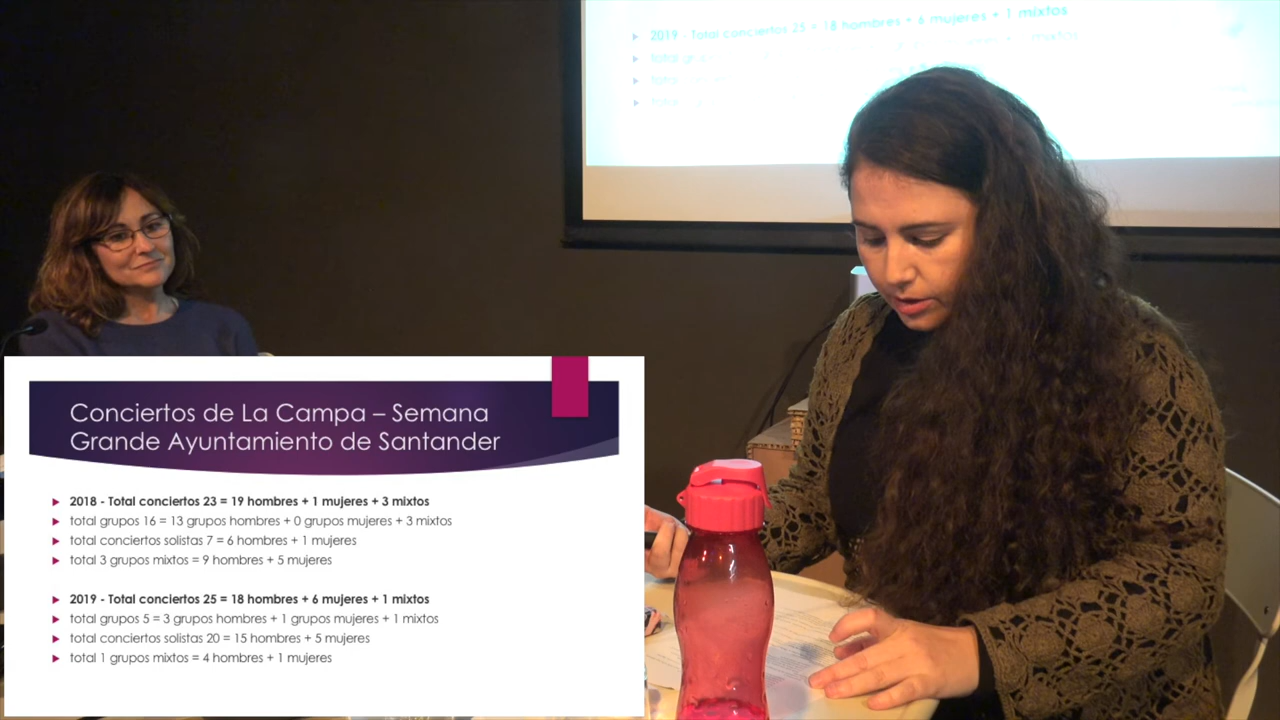 2019 - Total conciertos 25 = 18 hombres + 6 mujeres + 1 mixtos
Conciertos de La Campa – Semana
Grande Ayuntamiento de Santander
2018 - Total conciertos 23 = 19 hombres + 1 mujeres + 3 mixtos
total grupos 16 = 13 grupos hombres + 0 grupos mujeres + 3 mixtos
total conciertos solistas 7 = 6 hombres + 1 mujeres
total 3 grupos mixtos = 9 hombres + 5 mujeres
2019 - Total conciertos 25 = 18 hombres + 6 mujeres + 1 mixtos
total grupos 5 = 3 grupos hombres + 1 grupos mujeres + 1 mixtos
total conciertos solistas 20 = 15 hombres + 5 mujeres
total 1 grupos mixtos = 4 hombres + 1 mujeres